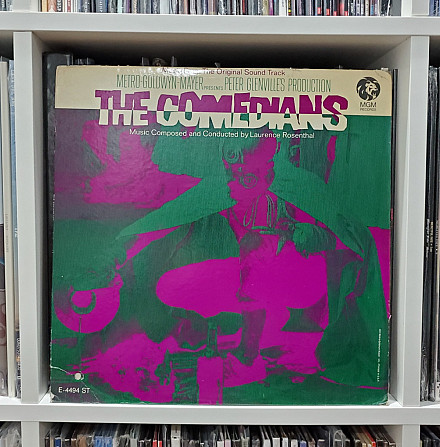 The Original Sound Track
METRO-GOLDWYN-MAYER PRESENTS PETER GLENVILLE'S PRODUCTION
THE COMEDIANS
Music Composed and Conducted by Laurence Rosenthal
MGM
RECORDS
E-4494 ST